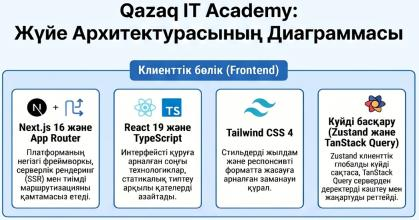 Qazaq IT Academy:
Жүйе Архитектурасының Диаграммасы
Клиенттік бөлік (Frontend)
N
+
Next.js 16 және
App Router
Платформаның
негізгі фреймворкы,
серверлік рендеринг
(SSR) мен тиімді
маршрутизацияны
қамтамасыз етеді.
TS
React 19 және
TypeScript
Интерфейсті құруға
арналған соңғы
технологиялар,
статикалық типтеу
арқылы қателерді
азайтады.
Tailwind CSS 4
Стильдерді жылдам
және респонсивті
форматта жасауға
арналған заманауи
құрал.
Күйді басқару
(Zustand және
TanStack Query)
Zustand клиенттік
глобалды күйді
сақтаса, TanStack
Query серверден
деректерді кэштеу мен
жаңартуды реттейді.